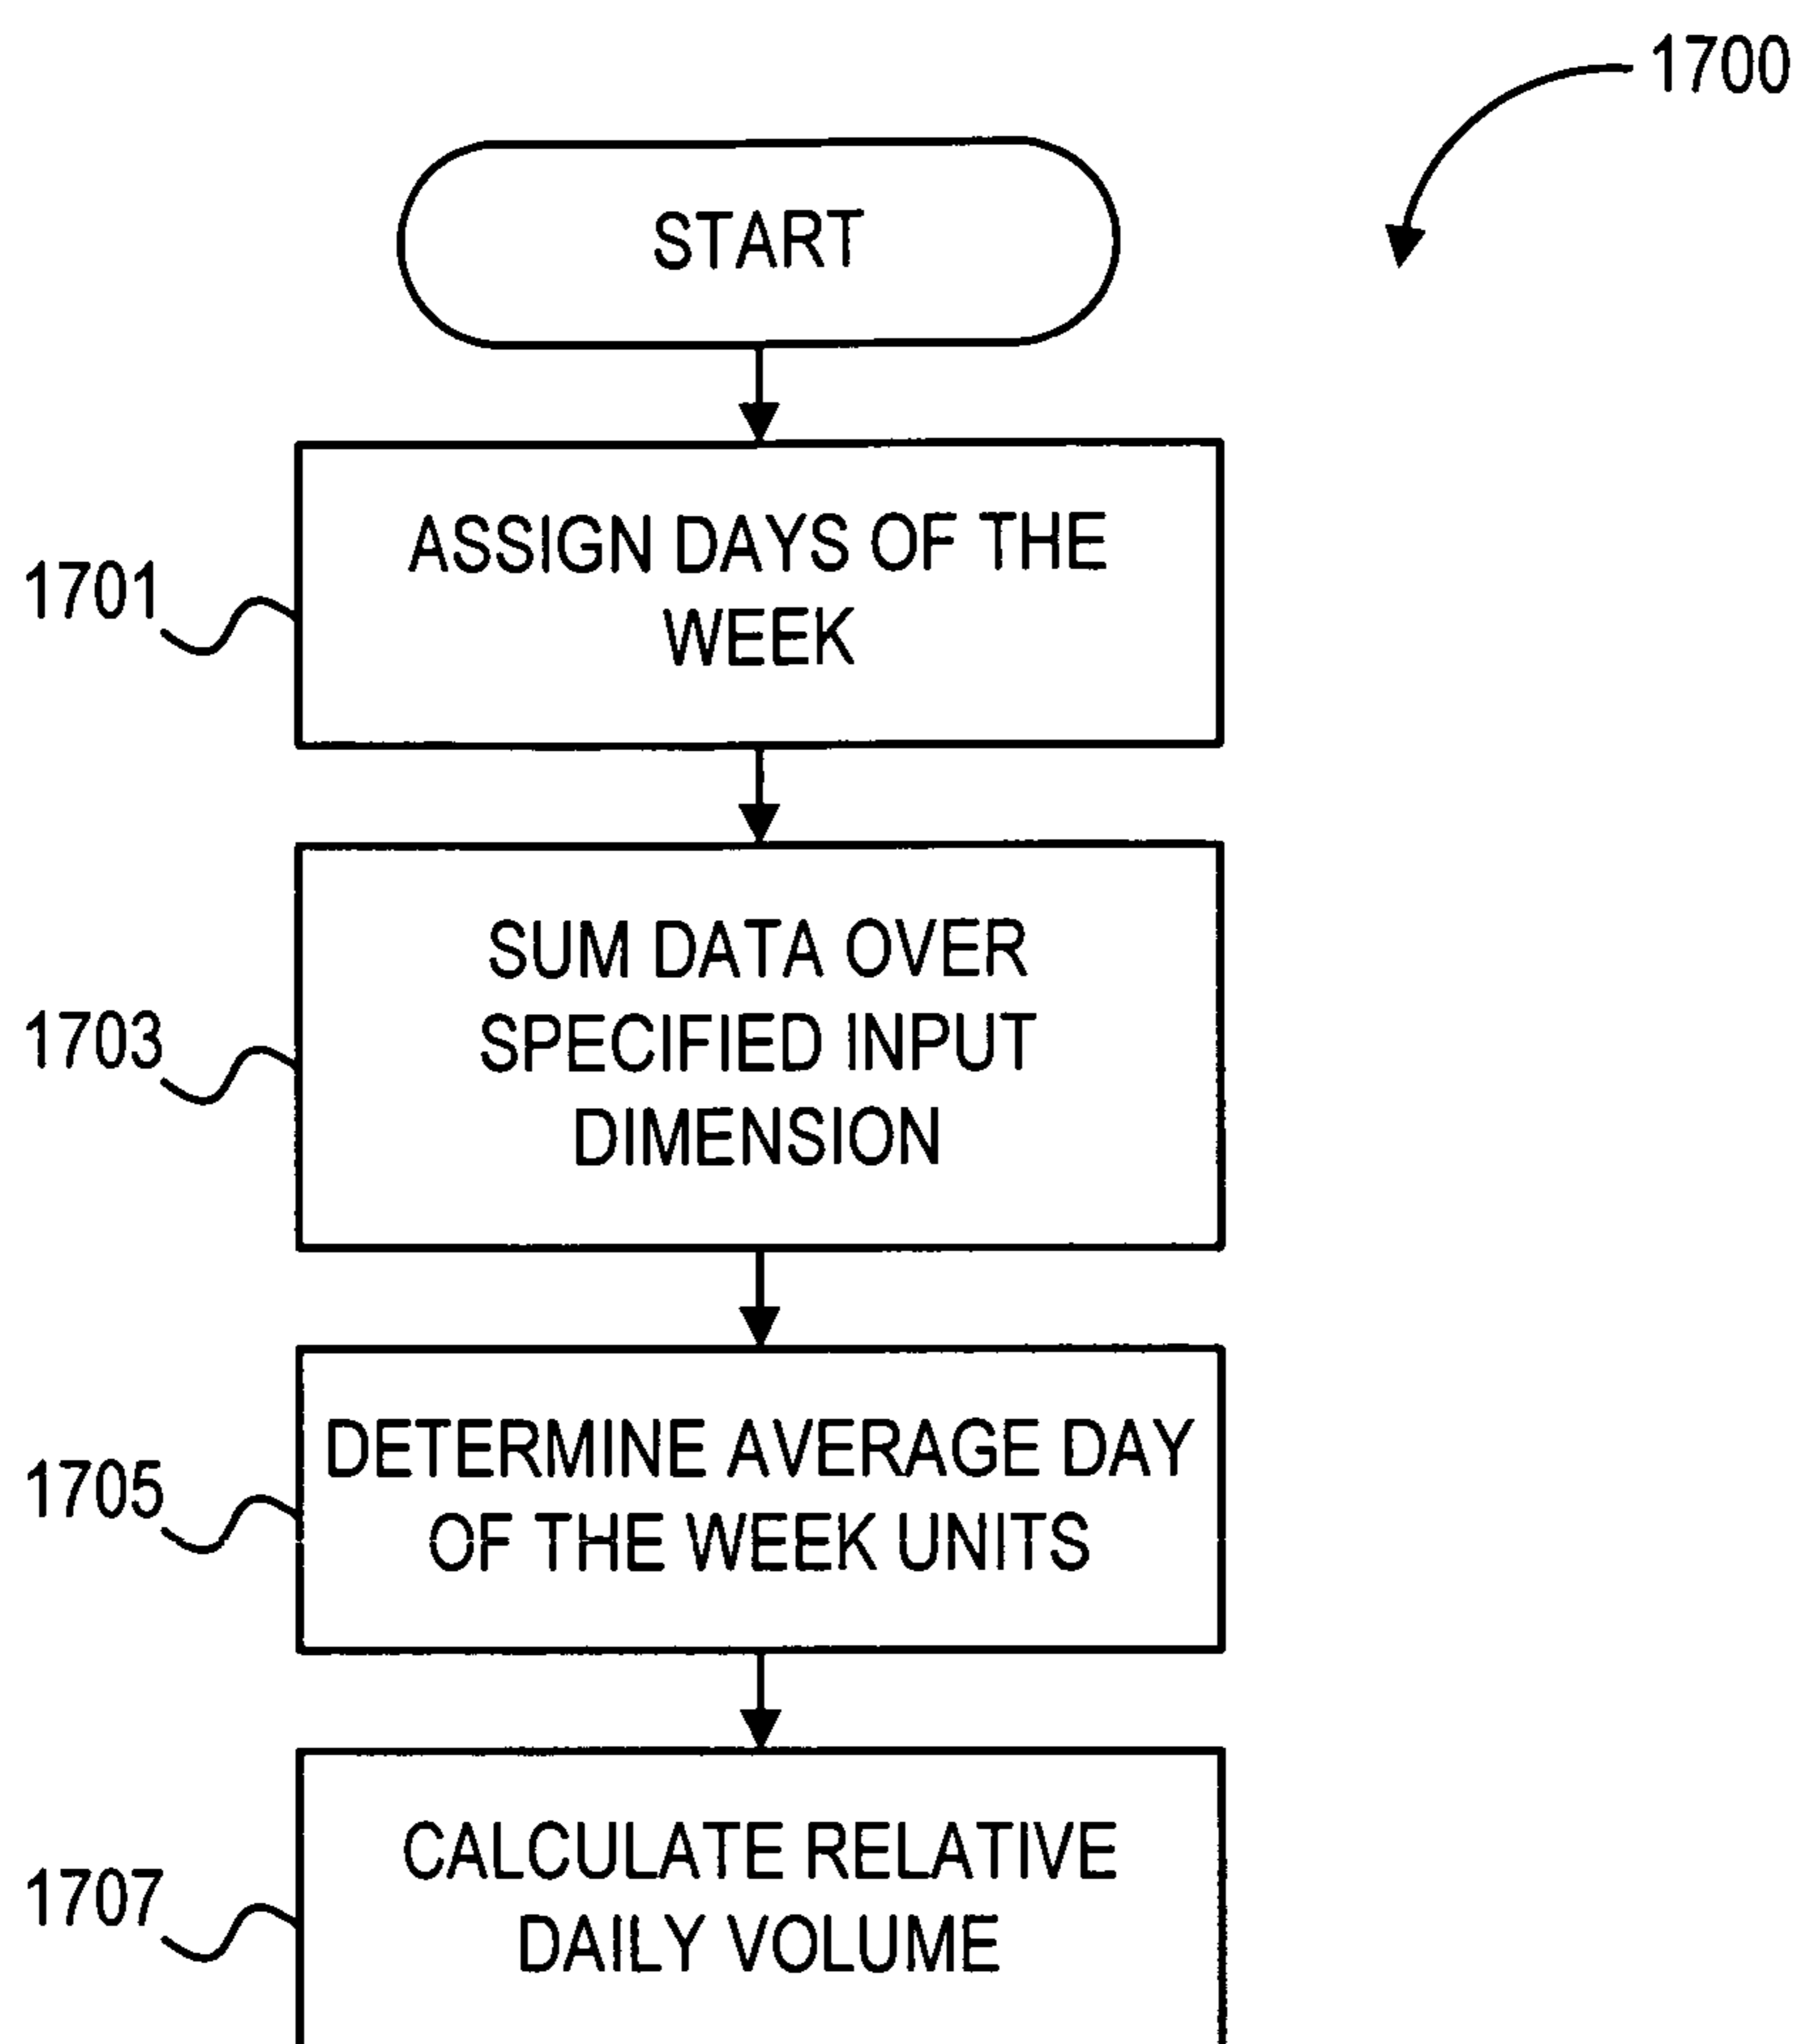 1700
START
ASSIGN DAYS OF THE
WEEK
1701
SUM DATA OVER
SPECIFIED INPUT
DIMENSION
1703
DETERMINE AVERAGE DAY
OF THE WEEK UNITS
1705
CALCULATE RELATIVE
DAILY VOLUME
1707